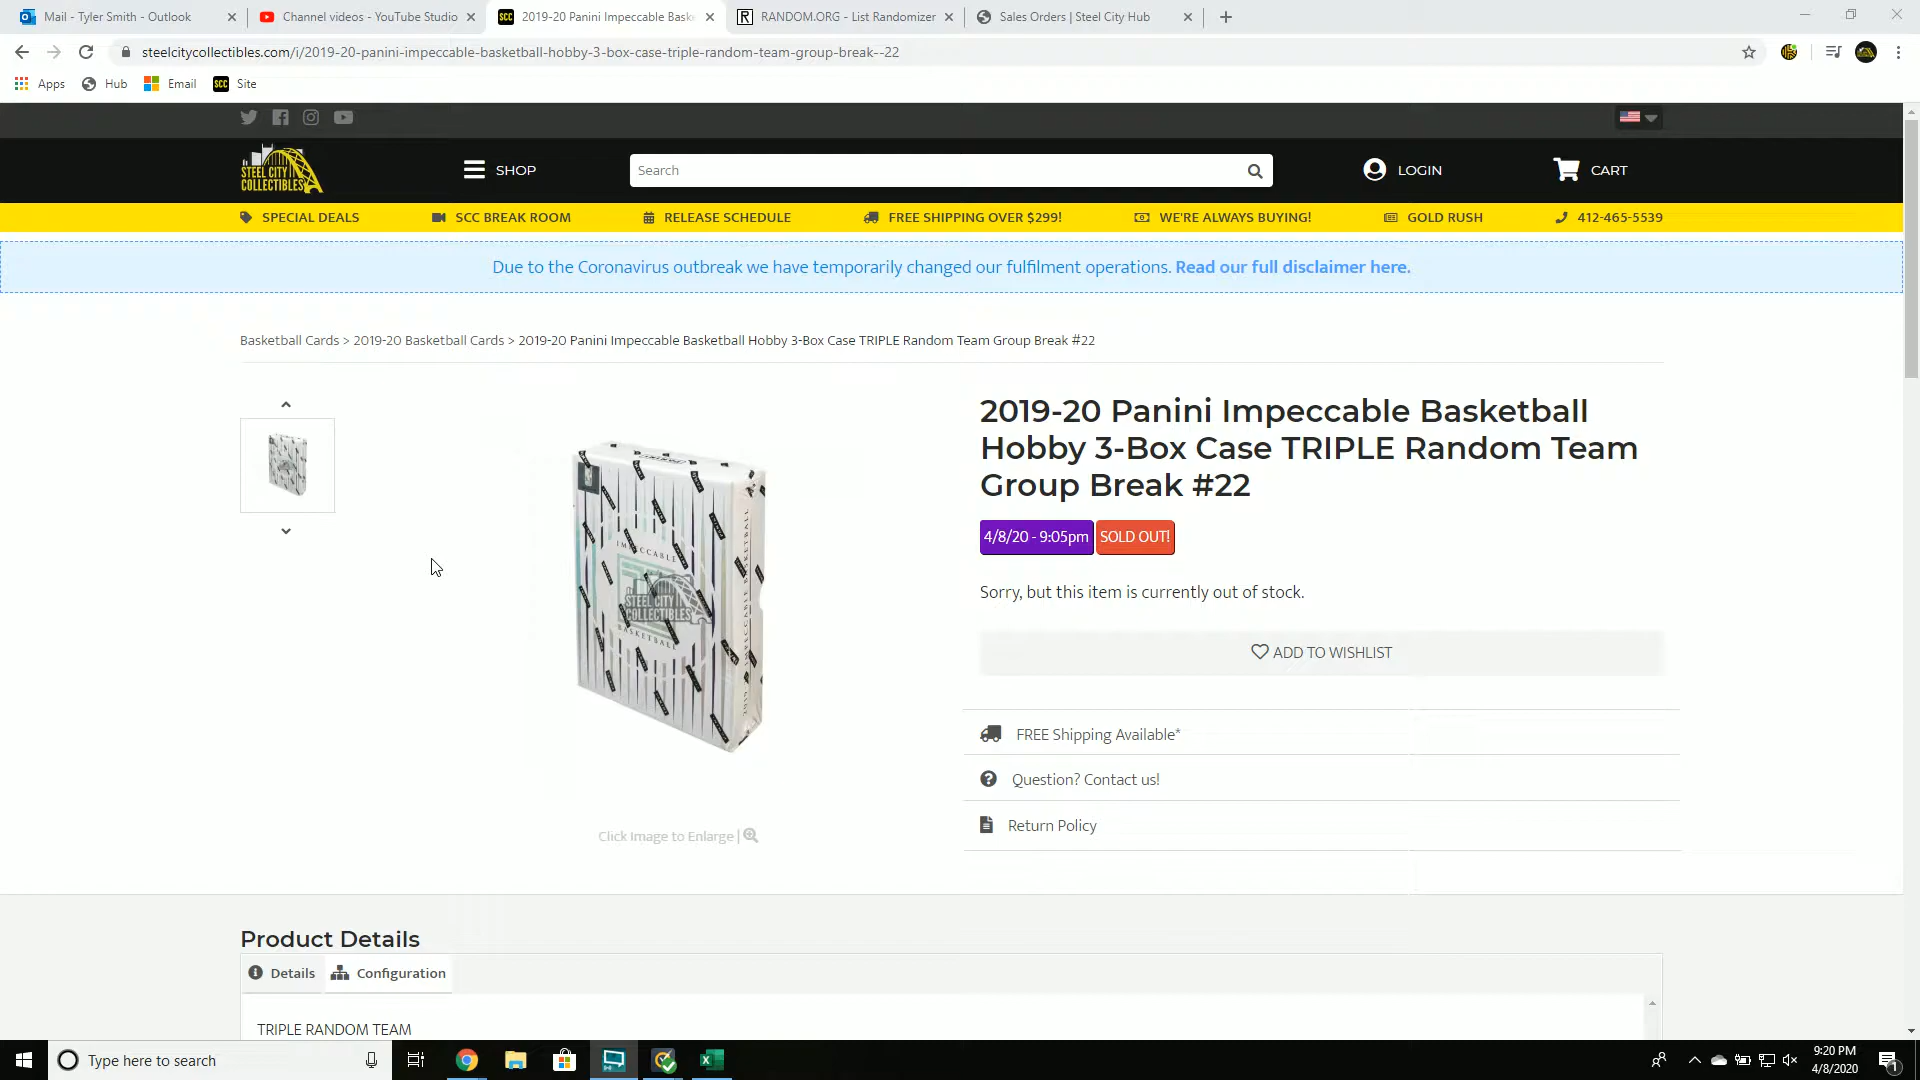 Mail - Tyler Smith - Outlook
Channel videos - YouTube Studio
SCC 2019-20 Panini Impeccable Bask
R RANDOM.ORG - List Randomizer
Sales Orders | Steel City Hub
steelcitycollectibles.com/i/2019-20-panini-impeccable-basketball-hobby-3-box-case-triple-random-team-group-break--22
Apps Hub Email SCC Site
STEEL CITY COLLECTIBLES
SHOP
Search
LOGIN
CART
SPECIAL DEALS SCC BREAK ROOM RELEASE SCHEDULE FREE SHIPPING OVER $299! WE'RE ALWAYS BUYING! GOLD RUSH 412-465-5539
Due to the Coronavirus outbreak we have temporarily changed our fulfilment operations. Read our full disclaimer here.
Basketball Cards > 2019-20 Basketball Cards > 2019-20 Panini Impeccable Basketball Hobby 3-Box Case TRIPLE Random Team Group Break #22
2019-20 Panini Impeccable Basketball
Hobby 3-Box Case TRIPLE Random Team
Group Break #22
4/8/20 - 9:05pm SOLD OUT!
Sorry, but this item is currently out of stock.
ADD TO WISHLIST
FREE Shipping Available*
Question? Contact us!
Return Policy
IMPECCABLE
STEEL CITY
COLLECTIBLES
BASKETBALL
Click Image to Enlarge |
Product Details
Details Configuration
TRIPLE RANDOM TEAM
Type here to search
9:20 PM
4/8/2020
1